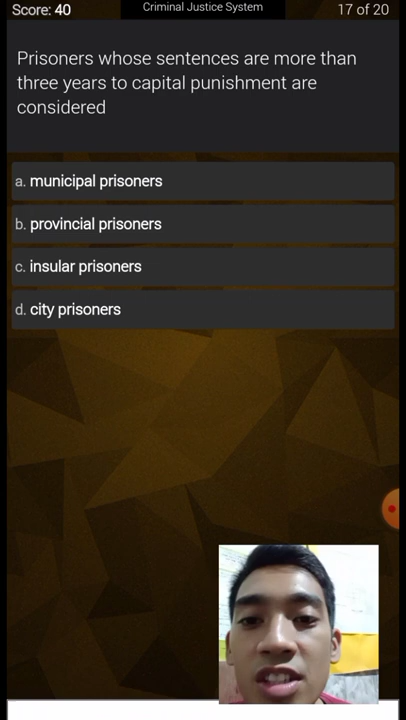 Score: 40 Criminal Justice System 17 of 20
Prisoners whose sentences are more than
three years to capital punishment are
considered
a. municipal prisoners
b. provincial prisoners
c. insular prisoners
d. city prisoners